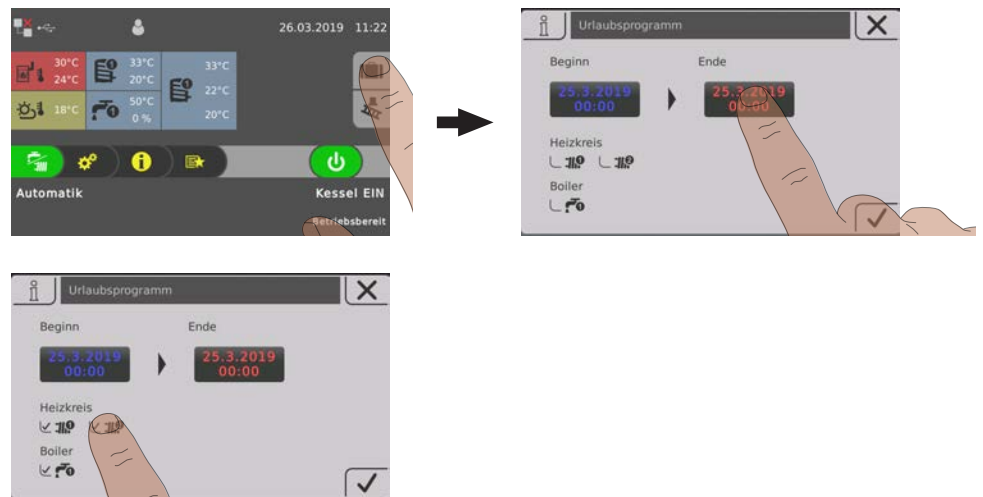 26.03.2019 11:22
30°C 33°C 33°C
24°C 20°C 22°C
18°C 50°C 20°C
0 %
Automatik Kessel EIN
Betriebsbereit
Urlaubsprogramm
Beginn Ende
25.3.2019 25.3.2019
00:00 00:00
Heizkreis
Boiler
Urlaubsprogramm
Beginn Ende
25.3.2019 25.3.2019
00:00 00:00
Heizkreis
Boiler